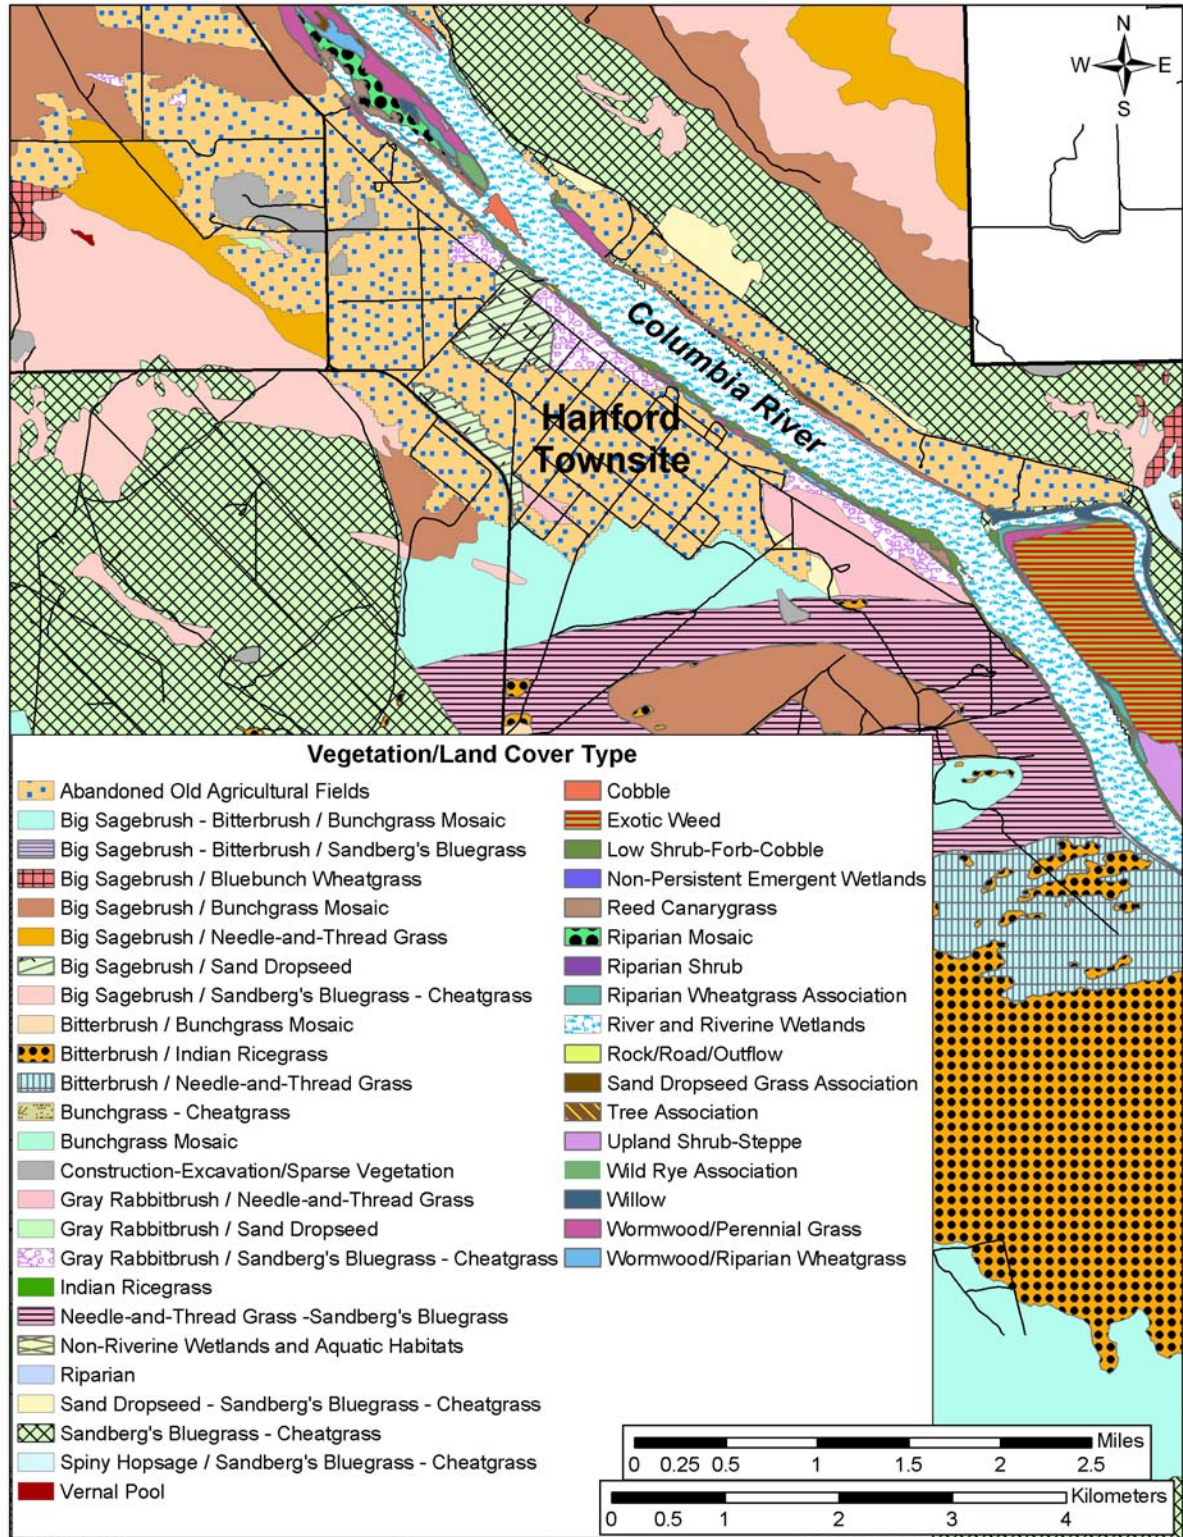 N
W E
S
Columbia River
Hanford
Townsite
Vegetation/Land Cover Type
Abandoned Old Agricultural Fields
Big Sagebrush - Bitterbrush / Bunchgrass Mosaic
Big Sagebrush - Bitterbrush / Sandberg's Bluegrass
Big Sagebrush / Bluebunch Wheatgrass
Big Sagebrush / Bunchgrass Mosaic
Big Sagebrush / Needle-and-Thread Grass
Big Sagebrush / Sand Dropseed
Big Sagebrush / Sandberg's Bluegrass - Cheatgrass
Bitterbrush / Bunchgrass Mosaic
Bitterbrush / Indian Ricegrass
Bitterbrush / Needle-and-Thread Grass
Bunchgrass - Cheatgrass
Bunchgrass Mosaic
Construction-Excavation/Sparse Vegetation
Gray Rabbitbrush / Needle-and-Thread Grass
Gray Rabbitbrush / Sand Dropseed
Gray Rabbitbrush / Sandberg's Bluegrass - Cheatgrass
Indian Ricegrass
Needle-and-Thread Grass -Sandberg's Bluegrass
Non-Riverine Wetlands and Aquatic Habitats
Riparian
Sand Dropseed - Sandberg's Bluegrass - Cheatgrass
Sandberg's Bluegrass - Cheatgrass
Spiny Hopsage / Sandberg's Bluegrass - Cheatgrass
Vernal Pool
Cobble
Exotic Weed
Low Shrub-Forb-Cobble
Non-Persistent Emergent Wetlands
Reed Canarygrass
Riparian Mosaic
Riparian Shrub
Riparian Wheatgrass Association
River and Riverine Wetlands
Rock/Road/Outflow
Sand Dropseed Grass Association
Tree Association
Upland Shrub-Steppe
Wild Rye Association
Willow
Wormwood/Perennial Grass
Wormwood/Riparian Wheatgrass
Miles
0 0.25 0.5 1 1.5 2 2.5
Kilometers
0 0.5 1 2 3 4